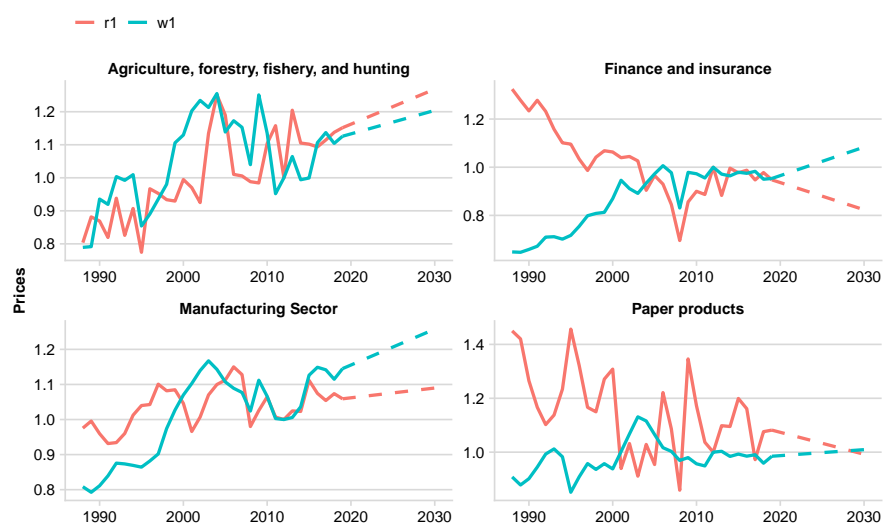 r1 w1
Agriculture, forestry, fishery, and hunting
1.2
1.1
1.0
0.9
0.8
1990 2000 2010 2020 2030
Finance and insurance
1.2
1.0
0.8
1990 2000 2010 2020 2030
Prices
Manufacturing Sector
1.2
1.1
1.0
0.9
0.8
1990 2000 2010 2020 2030
Paper products
1.4
1.2
1.0
1990 2000 2010 2020 2030